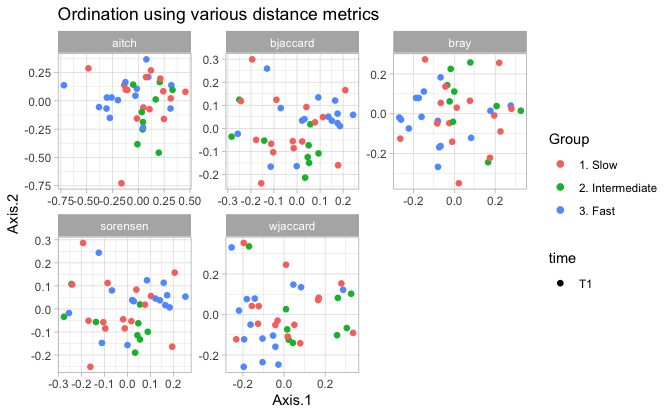 Ordination using various distance metrics
aitch
bjaccard
bray
0.25
0.00
-0.25
-0.50
-0.75
-0.75-0.50-0.25 0.00 0.25 0.50
0.3
0.2
0.1
0.0
-0.1
-0.2
-0.2 -0.1 0.0 0.1 0.2
0.2
0.0
-0.2
-0.2 0.0 0.2
Axis.2
sorensen
wjaccard
0.3
0.2
0.1
0.0
-0.1
-0.2
-0.3 -0.2 -0.1 0.0 0.1 0.2
0.2
0.0
-0.2
-0.2 0.0 0.2
Axis.1
Group
1. Slow
2. Intermediate
3. Fast
time
T1